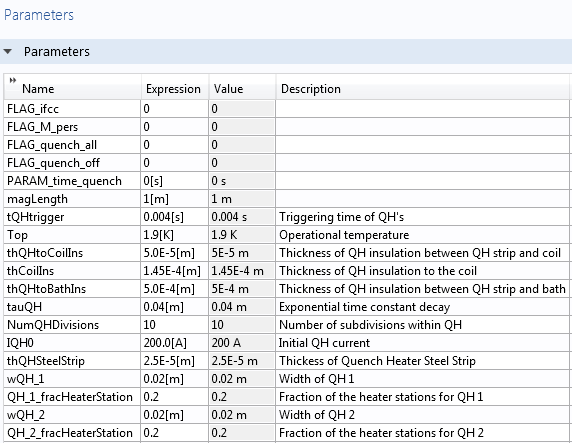 Parameters
Parameters
Name Expression Value Description
FLAG_ifcc 0 0
FLAG_M_pers 0 0
FLAG_quench_all 0 0
FLAG_quench_off 0 0
PARAM_time_quench 0[s] 0 s
magLength 1[m] 1 m
tQHtrigger 0.004[s] 0.004 s Triggering time of QH's
Top 1.9[K] 1.9 K Operational temperature
thQHtoCoilIns 5.0E-5[m] 5E-5 m Thickness of QH insulation between QH strip and coil
thCoilIns 1.45E-4[m] 1.45E-4 m Thickness of QH insulation to the coil
thQHtoBathIns 5.0E-4[m] 5E-4 m Thickness of QH insulation between QH strip and bath
tauQH 0.04[m] 0.04 m Exponential time constant decay
NumQHDivisions 10 10 Number of subdivisions within QH
IQH0 200.0[A] 200 A Initial QH current
thQHSteelStrip 2.5E-5[m] 2.5E-5 m Thickess of Quench Heater Steel Strip
wQH_1 0.02[m] 0.02 m Width of QH 1
QH_1_fracHeaterStation 0.2 0.2 Fraction of the heater stations for QH 1
wQH_2 0.02[m] 0.02 m Width of QH 2
QH_2_fracHeaterStation 0.2 0.2 Fraction of the heater stations for QH 2